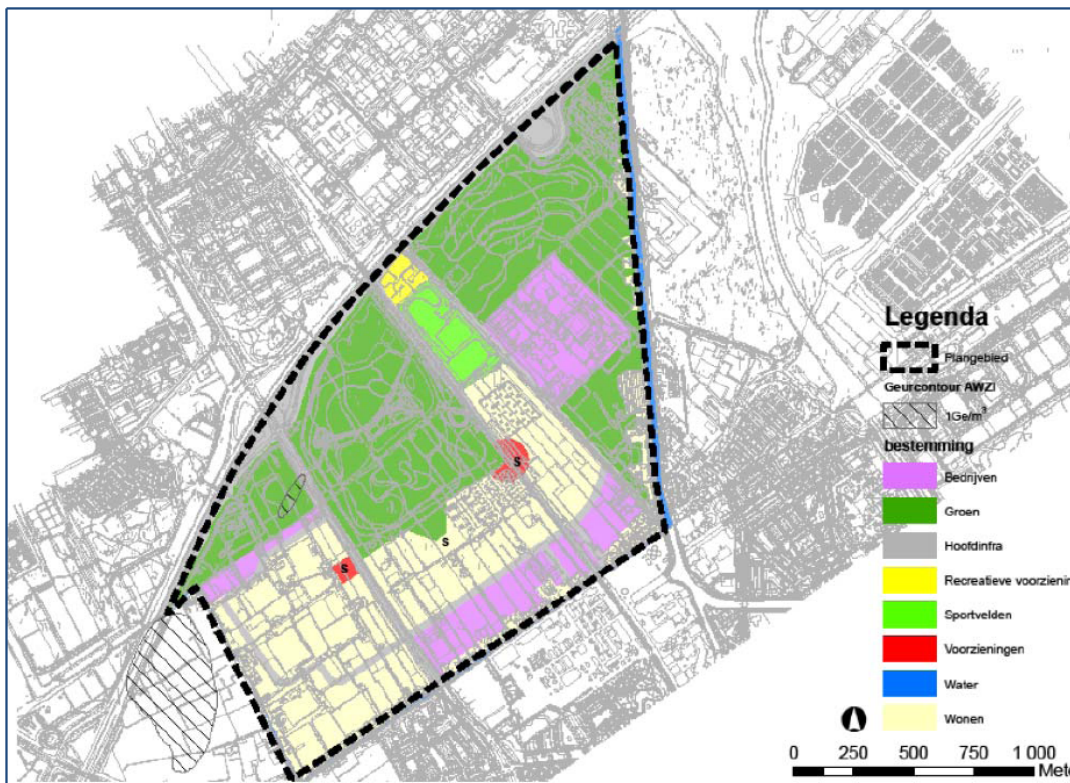 Legenda
Plangebied
Geurcontour AWZI
1Ge/m³
bestemming
Bedrijven
Groen
Hoofdinfra
Recreatieve voorzienin
Sportvelden
Voorzieningen
Water
Wonen
S
S
S
0 250 500 750 1 000
Mete